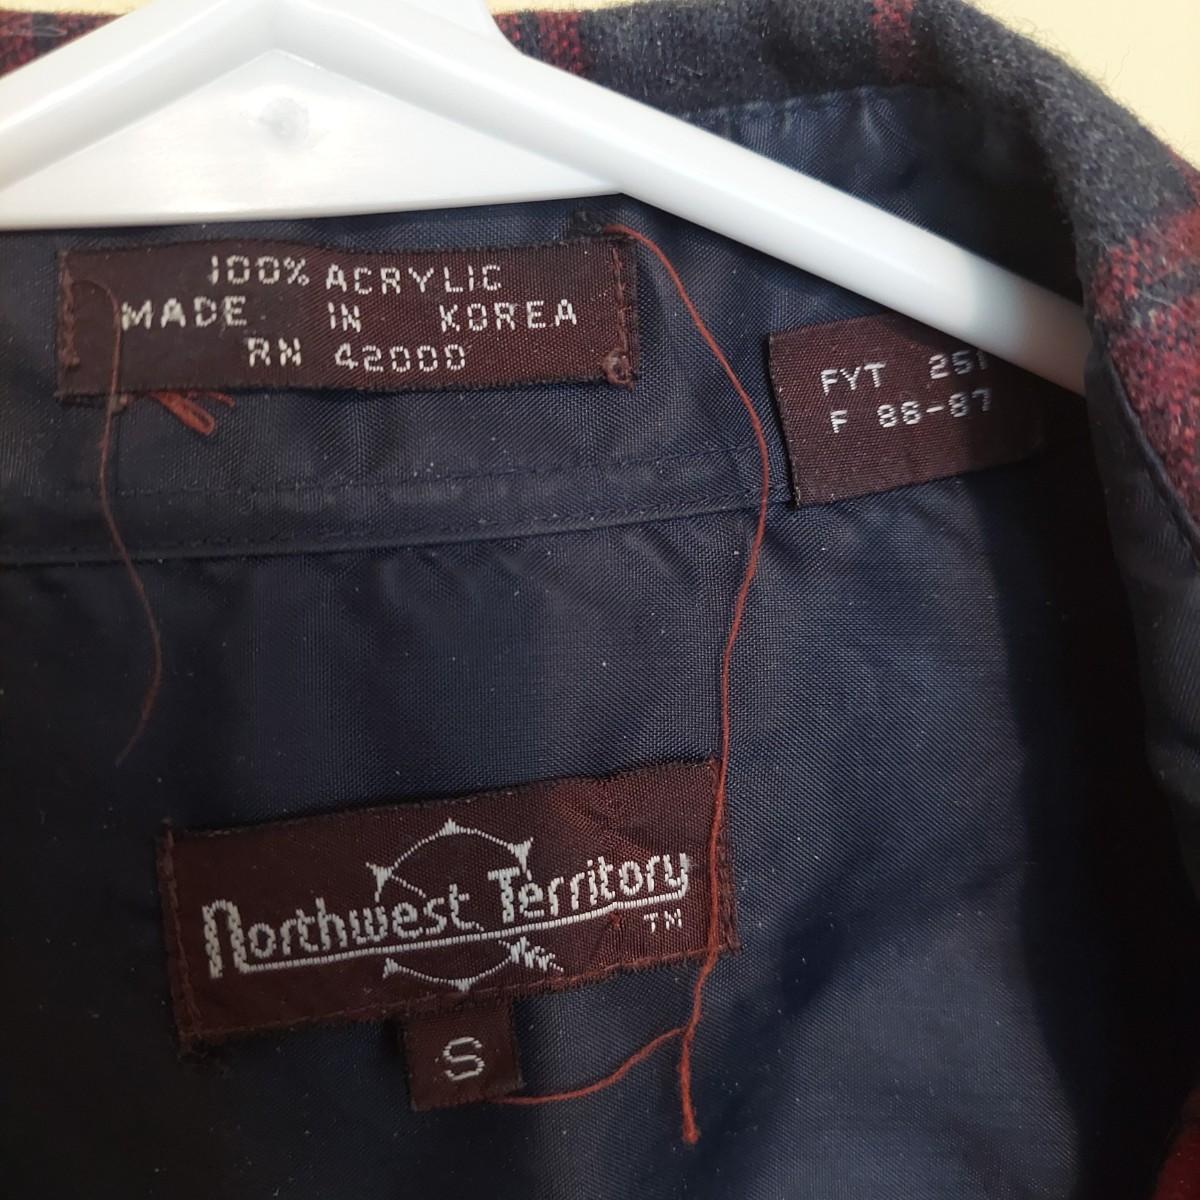 100% ACRYLIC
MADE IN KOREA
RN 42000
FYT 251
F 86-87
Northwest Territory
TM
S